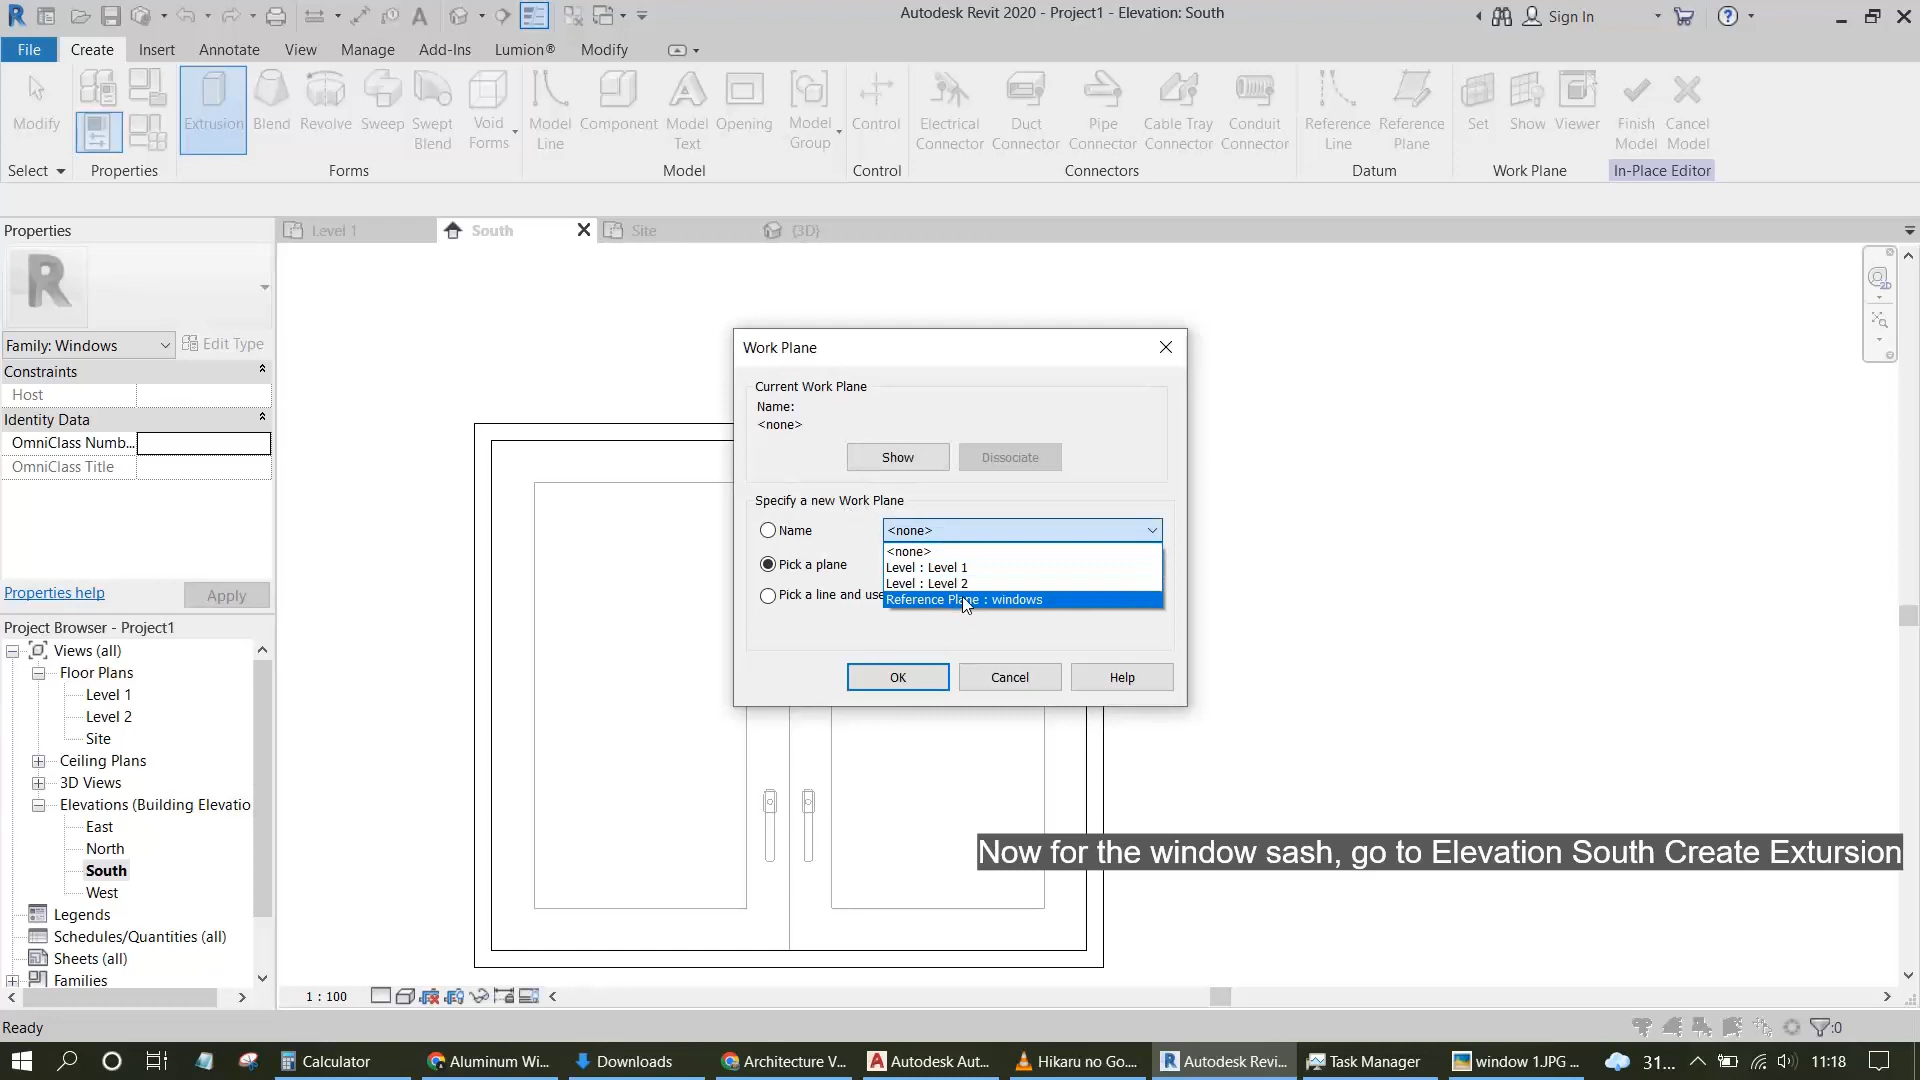 Autodesk Revit 2020 - Project1 - Elevation: South
Sign In
File
Create
Insert
Annotate
View
Manage
Add-Ins
Lumion®
Modify
Modify
Extrusion
Blend
Revolve
Sweep
Swept
Blend
Void
Forms
Model
Line
Component
Model
Text
Opening
Model
Group
Control
Electrical
Connector
Duct
Connector
Pipe
Connector
Cable Tray
Connector
Conduit
Connector
Reference
Line
Reference
Plane
Set
Show
Viewer
Finish
Model
Cancel
Model
Select
Properties
Forms
Model
Control
Connectors
Datum
Work Plane
In-Place Editor
Properties
Level 1
South
Site
{3D}
Family: Windows
Edit Type
Constraints
Host
Identity Data
OmniClass Numb...
OmniClass Title
Properties help
Apply
Project Browser - Project1
Views (all)
Floor Plans
Level 1
Level 2
Site
Ceiling Plans
3D Views
Elevations (Building Elevatio
East
North
South
West
Legends
Schedules/Quantities (all)
Sheets (all)
Families
Work Plane
Current Work Plane
Name:
<none>
Show
Dissociate
Specify a new Work Plane
Name
<none>
<none>
Level : Level 1
Level : Level 2
Reference Plane : windows
Pick a plane
Pick a line and use
OK
Cancel
Help
2D
Now for the window sash, go to Elevation South Create Extursion
1 : 100
Ready
:0
Calculator
Aluminum Wi...
Downloads
Architecture V...
Autodesk Aut...
Hikaru no Go....
Autodesk Revi...
Task Manager
window 1.JPG ...
31...
11:18